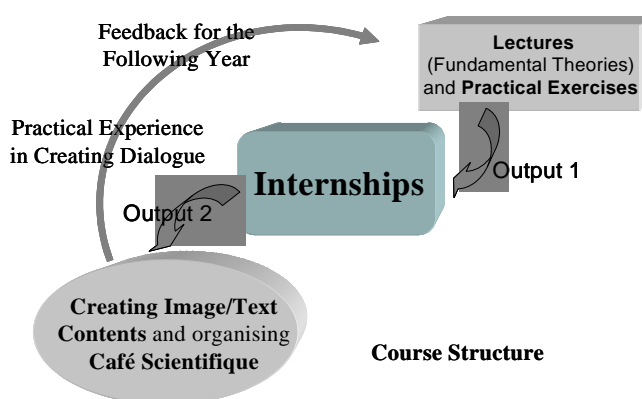 Feedback for the
Following Year
Lectures
(Fundamental Theories)
and Practical Exercises
Practical Experience
in Creating Dialogue
Internships
Output 1
Output 2
Creating Image/Text
Contents and organising
Café Scientifique
Course Structure